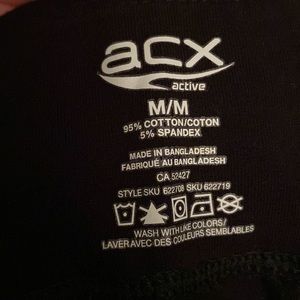 acx
active
M/M
95% COTTON/COTON
5% SPANDEX
MADE IN BANGLADESH
FABRIQUÉ AU BANGLADESH
CA 52427
STYLE SKU 622708 SKU 622719
WASH WITH LIKE COLORS/
LAVER AVEC DES COULEURS SEMBLABLES